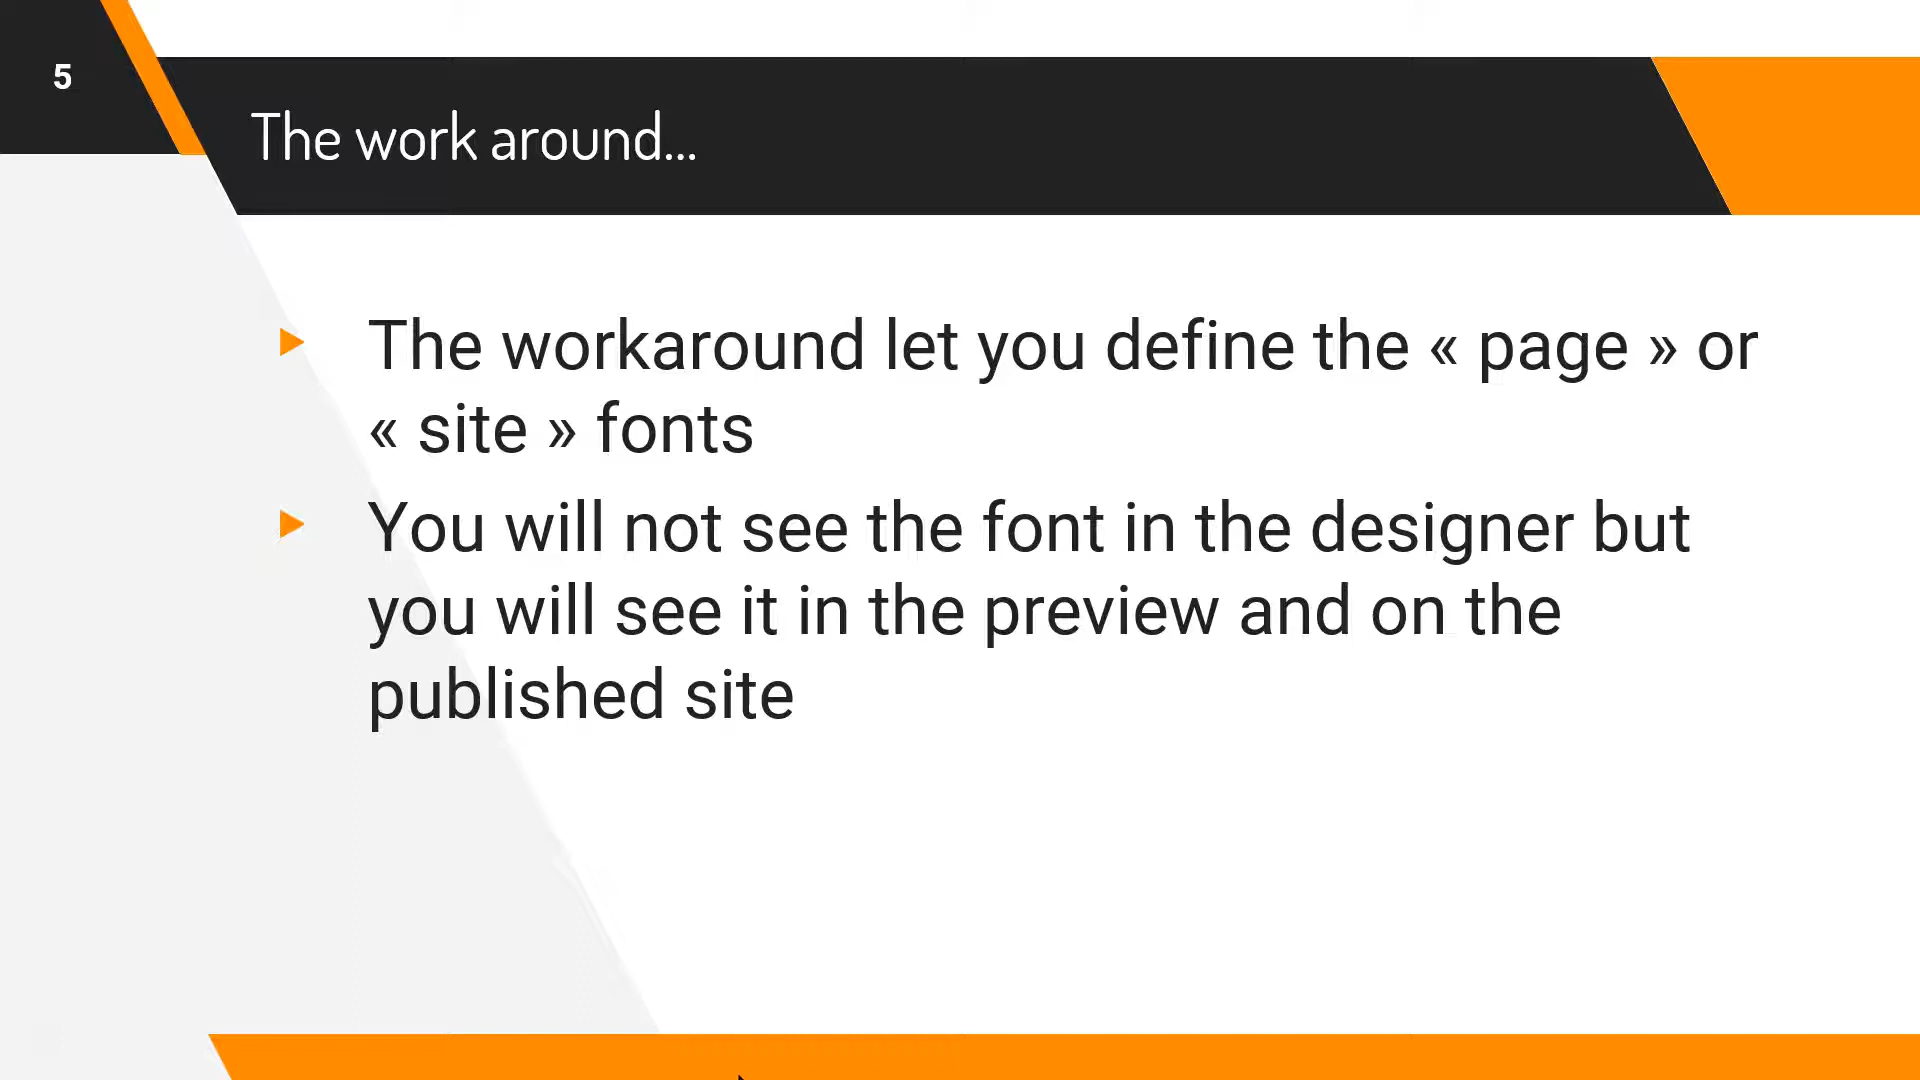 5
The work around...
The workaround let you define the « page » or
« site » fonts
You will not see the font in the designer but
you will see it in the preview and on the
published site